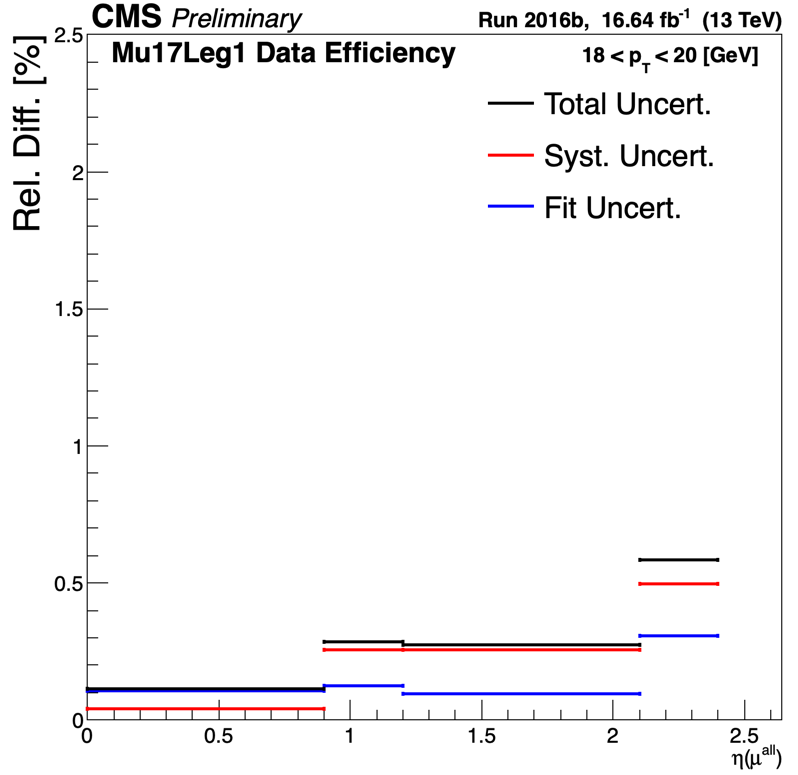 CMS Preliminary
Run 2016b, 16.64 fb⁻¹ (13 TeV)
Mu17Leg1 Data Efficiency
18 < p_T < 20 [GeV]
Total Uncert.
Syst. Uncert.
Fit Uncert.
Rel. Diff. [%]
2.5
2
1.5
1
0.5
0
0 0.5 1 1.5 2 2.5
η(μ^all)